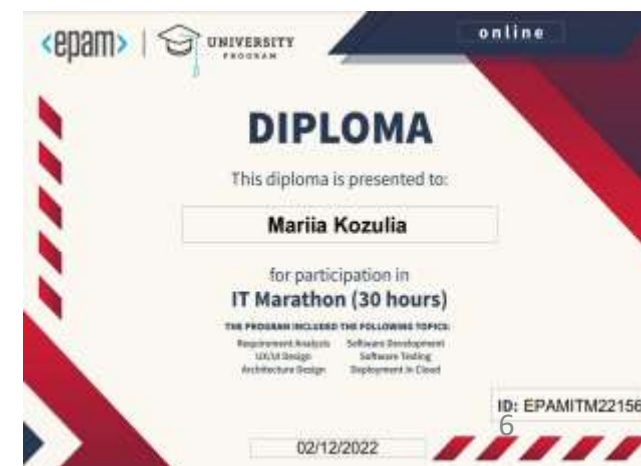 <epam> | UNIVERSITY
PROGRAM
online
DIPLOMA
This diploma is presented to:
Mariia Kozulia
for participation in
IT Marathon (30 hours)
THE PROGRAM INCLUDED THE FOLLOWING TOPICS:
Requirement Analysis Software Development
UX/UI Design Software Testing
Architecture Design Deployment in Cloud
ID: EPAMITM22156
6
02/12/2022